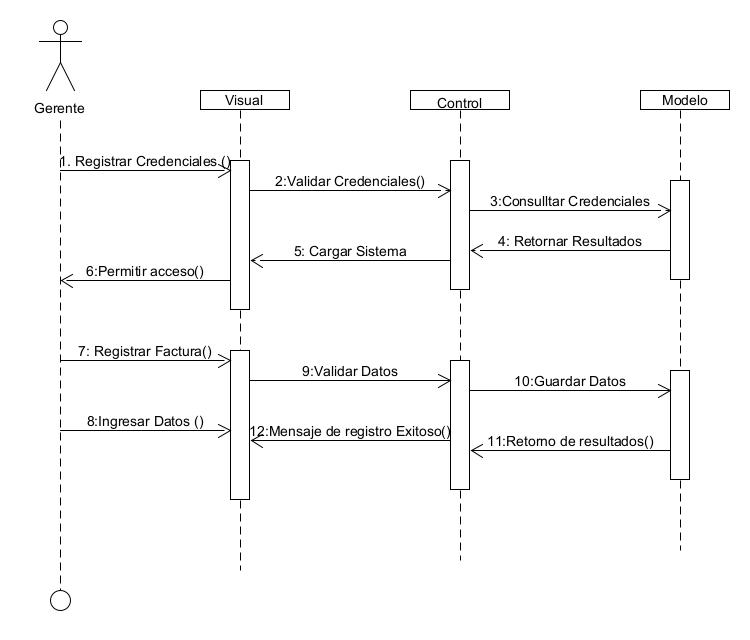 Gerente
Visual
Control
Modelo
1. Registrar Credenciales.()
2:Validar Credenciales()
3:Consulltar Credenciales
4: Retornar Resultados
5: Cargar Sistema
6:Permitir acceso()
7: Registrar Factura()
9:Validar Datos
10:Guardar Datos
8:Ingresar Datos ()
12:Mensaje de registro Exitoso()
11:Retorno de resultados()